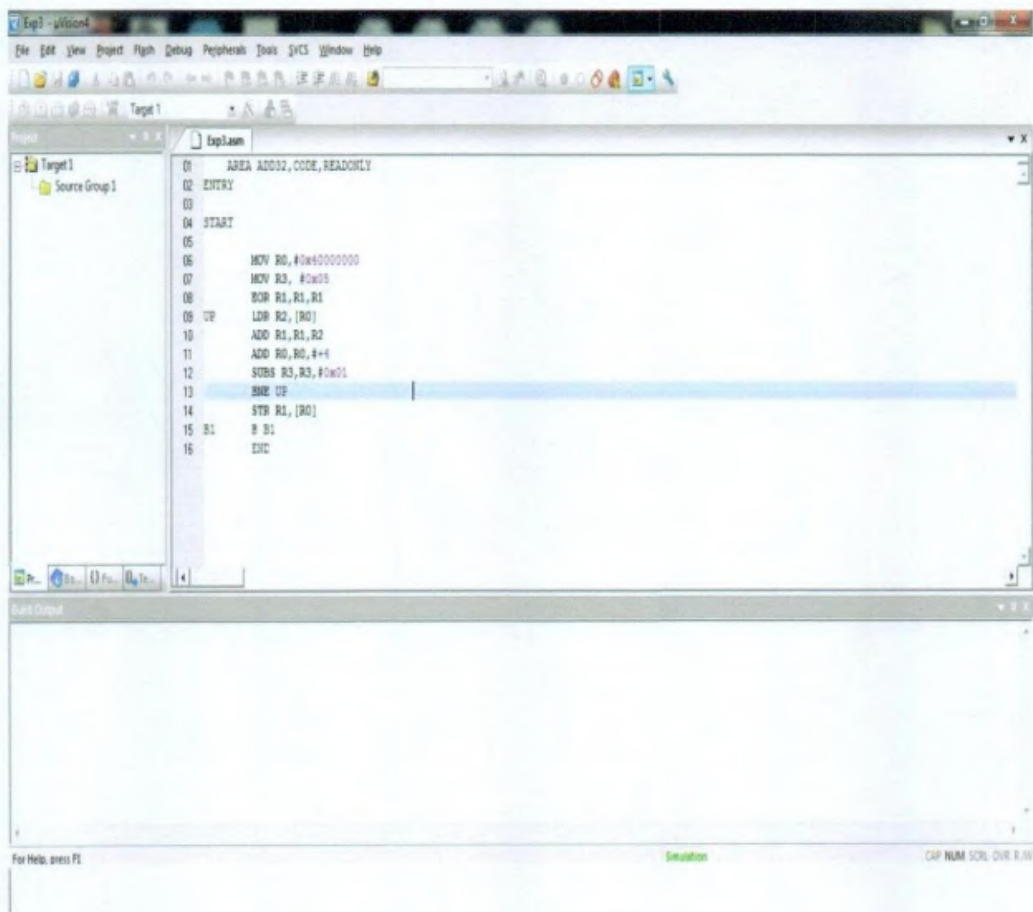 Exp3 - µVision4
File Edit View Project Flash Debug Peripherals Tools SVCS Window Help
Target 1
Project
Exp3.asm
Target 1
Source Group 1
01 AREA ADD32,CODE,READONLY
02 ENTRY
03
04 START
05
06 MOV R0,#0x40000000
07 MOV R3, #0x05
08 EOR R1,R1,R1
09 UP LDR R2,[R0]
10 ADD R1,R1,R2
11 ADD R0,R0,#+4
12 SUBS R3,R3,#0x01
13 BNE UP
14 STR R1,[R0]
15 B1 B B1
16 END
Pr... Bo... {} Fu... Te...
Build Output
For Help, press F1
Simulation
CAP NUM SCRL OVR R/W